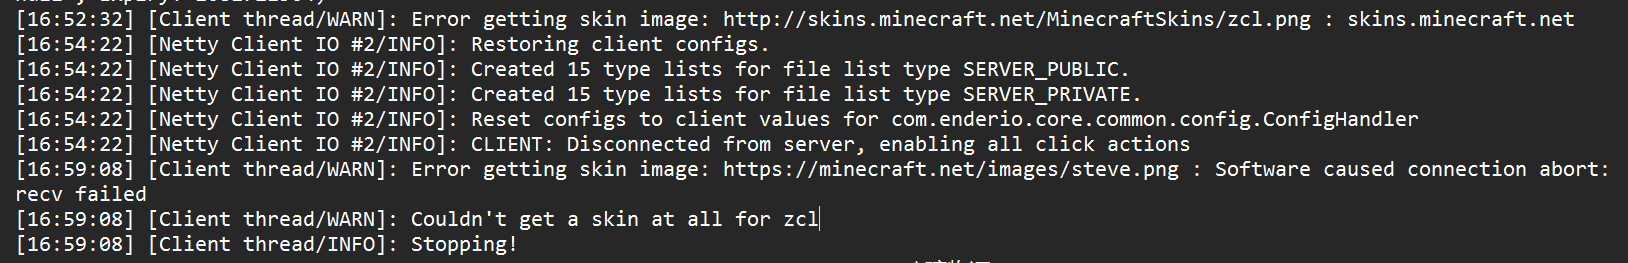 [16:52:32] [Client thread/WARN]: Error getting skin image: http://skins.minecraft.net/MinecraftSkins/zcl.png : skins.minecraft.net
[16:54:22] [Netty Client IO #2/INFO]: Restoring client configs.
[16:54:22] [Netty Client IO #2/INFO]: Created 15 type lists for file list type SERVER_PUBLIC.
[16:54:22] [Netty Client IO #2/INFO]: Created 15 type lists for file list type SERVER_PRIVATE.
[16:54:22] [Netty Client IO #2/INFO]: Reset configs to client values for com.enderio.core.common.config.ConfigHandler
[16:54:22] [Netty Client IO #2/INFO]: CLIENT: Disconnected from server, enabling all click actions
[16:59:08] [Client thread/WARN]: Error getting skin image: https://minecraft.net/images/steve.png : Software caused connection abort:
recv failed
[16:59:08] [Client thread/WARN]: Couldn't get a skin at all for zcl
[16:59:08] [Client thread/INFO]: Stopping!